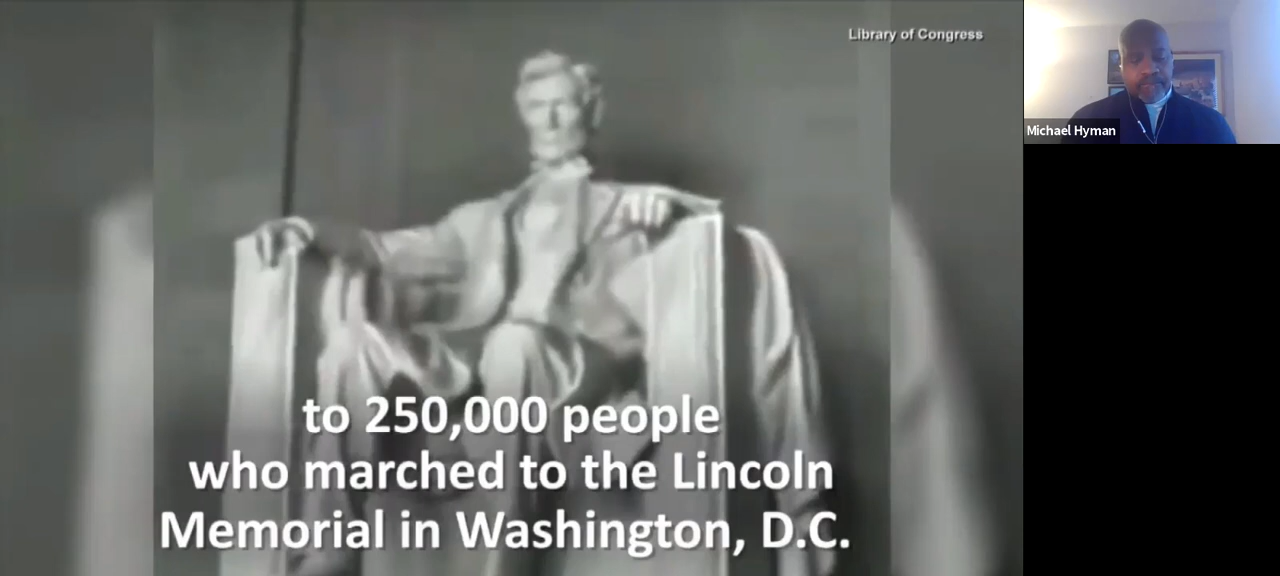 Library of Congress
Michael Hyman
to 250,000 people
who marched to the Lincoln
Memorial in Washington, D.C.